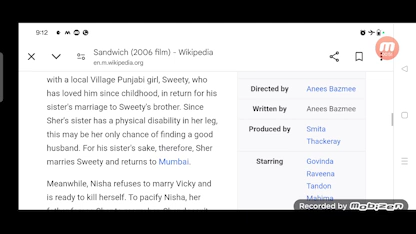 9:12
Sandwich (2006 film) - Wikipedia
en.m.wikipedia.org
with a local Village Punjabi girl, Sweety, who
has loved him since childhood, in return for his
sister's marriage to Sweety's brother. Since
Sher's sister has a physical disability in her leg,
this may be her only chance of finding a good
husband. For his sister's sake, therefore, Sher
marries Sweety and returns to Mumbai.
Meanwhile, Nisha refuses to marry Vicky and
is ready to kill herself. To pacify Nisha, her
Directed by Anees Bazmee
Written by Anees Bazmee
Produced by Smita
Thackeray
Starring Govinda
Raveena
Tandon
Mahima
Recorded by Mobizen